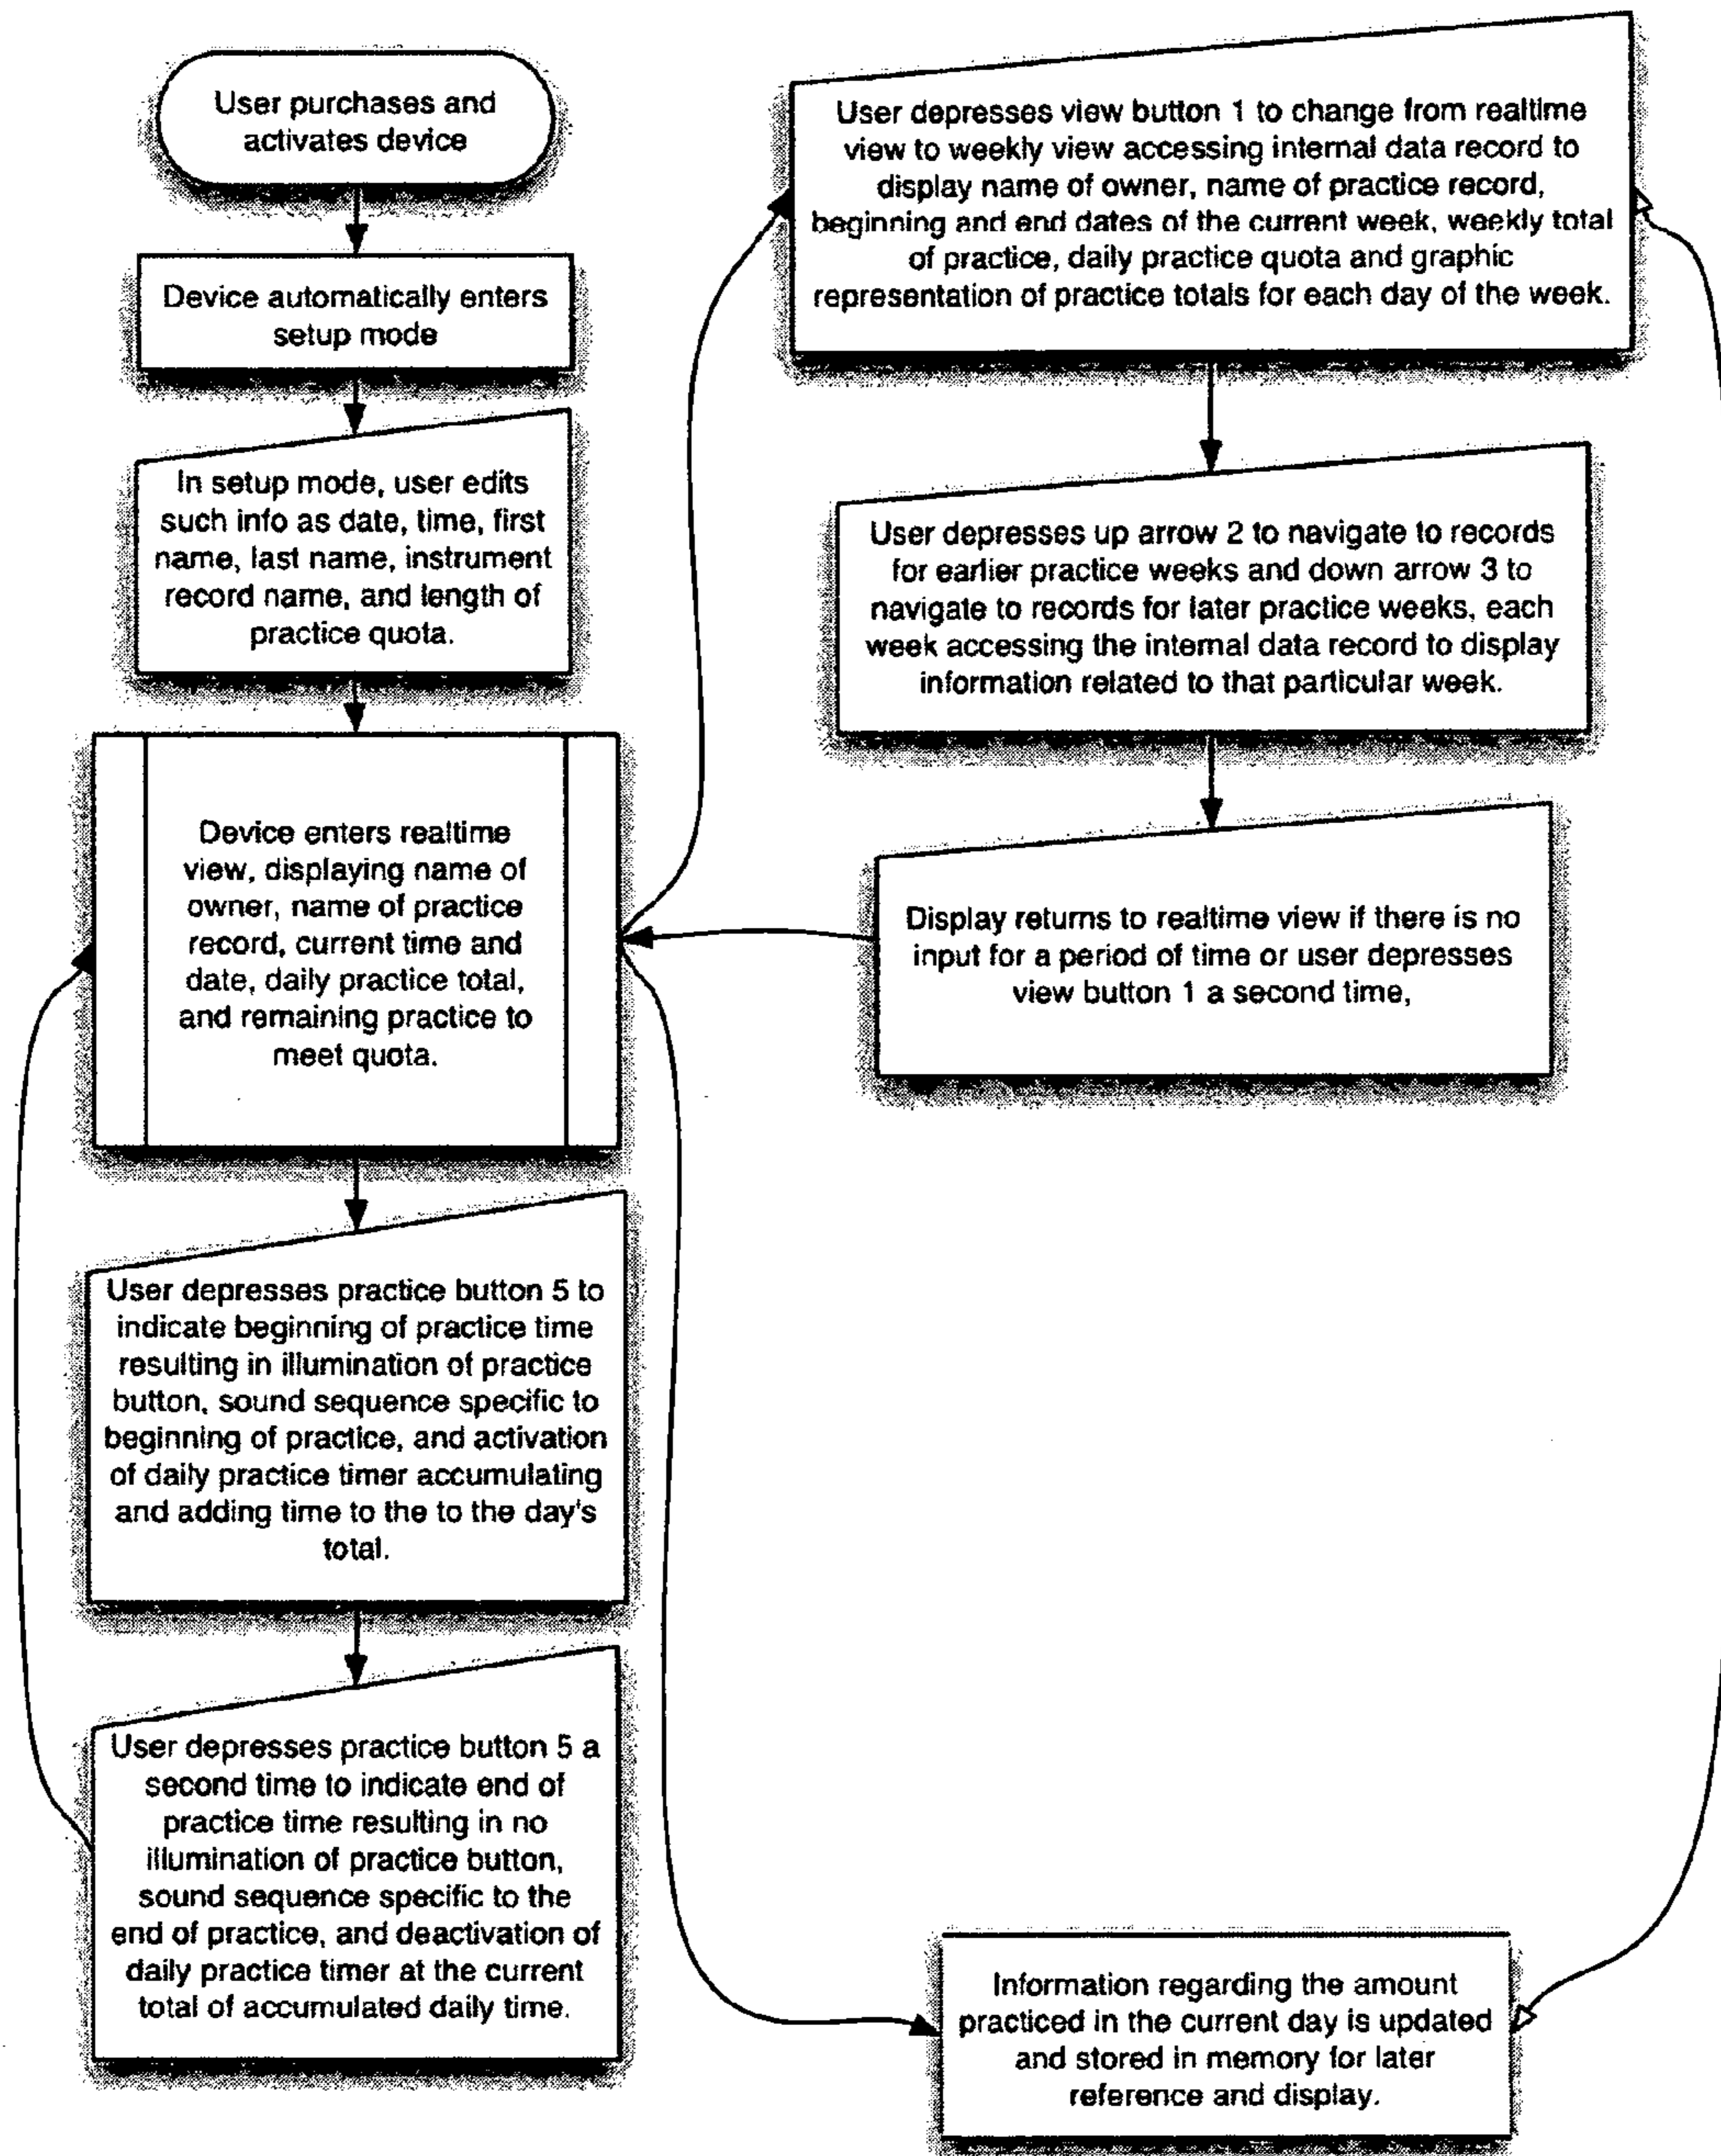 User purchases and
activates device
Device automatically enters
setup mode
In setup mode, user edits
such info as date, time, first
name, last name, instrument
record name, and length of
practice quota.
Device enters realtime
view, displaying name of
owner, name of practice
record, current time and
date, daily practice total,
and remaining practice to
meet quota.
User depresses practice button 5 to
indicate beginning of practice time
resulting in illumination of practice
button, sound sequence specific to
beginning of practice, and activation
of daily practice timer accumulating
and adding time to the to the day's
total.
User depresses practice button 5 a
second time to indicate end of
practice time resulting in no
illumination of practice button,
sound sequence specific to the
end of practice, and deactivation of
daily practice timer at the current
total of accumulated daily time.
User depresses view button 1 to change from realtime
view to weekly view accessing internal data record to
display name of owner, name of practice record,
beginning and end dates of the current week, weekly total
of practice, daily practice quota and graphic
representation of practice totals for each day of the week.
User depresses up arrow 2 to navigate to records
for earlier practice weeks and down arrow 3 to
navigate to records for later practice weeks, each
week accessing the internal data record to display
information related to that particular week.
Display returns to realtime view if there is no
input for a period of time or user depresses
view button 1 a second time,
Information regarding the amount
practiced in the current day is updated
and stored in memory for later
reference and display.